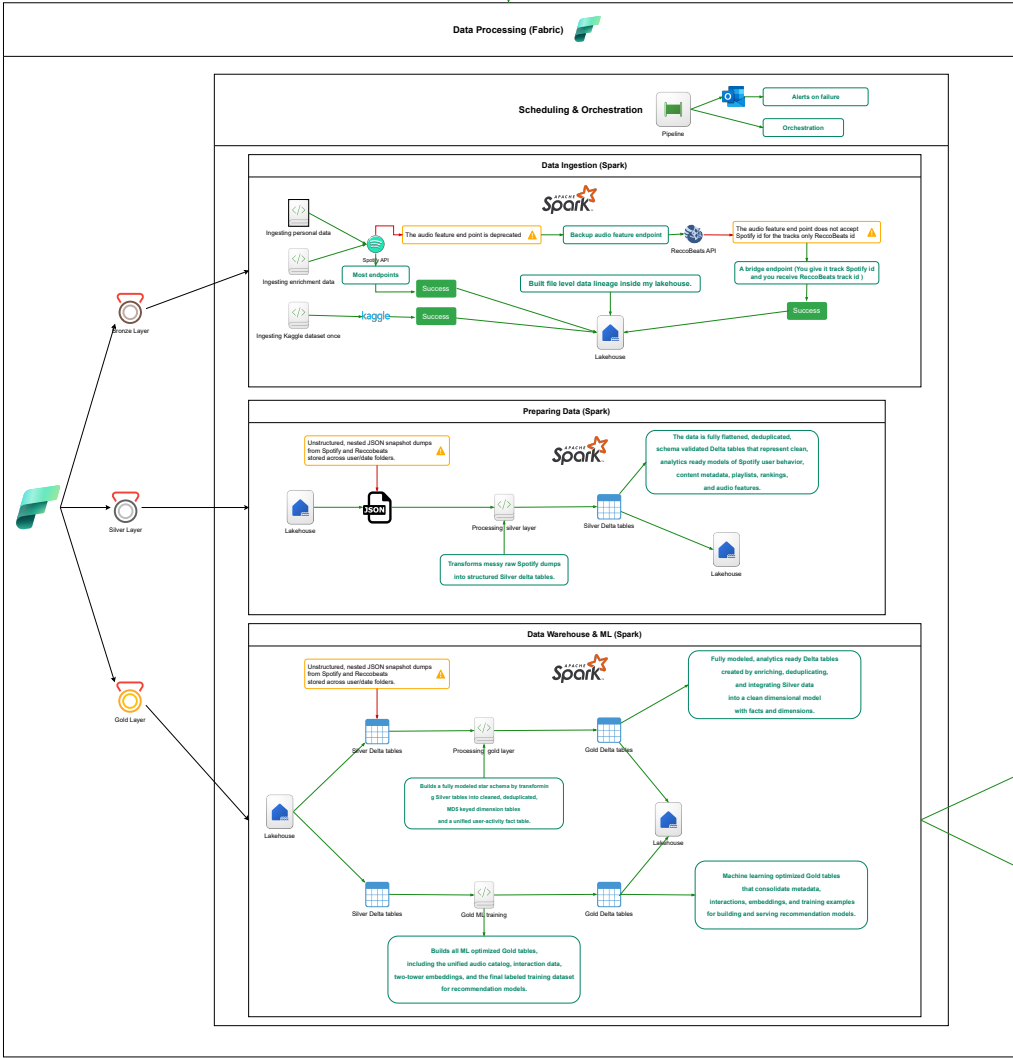 Data Processing (Fabric)
Scheduling & Orchestration
Pipeline
Alerts on failure
Orchestration
Data Ingestion (Spark)
APACHE
Spark
Ingesting personal data
Spotify API
The audio feature end point is deprecated
Backup audio feature endpoint
ReccoBeats API
The audio feature end point does not accept
Spotify id for the tracks only ReccoBeats id
Ingesting enrichment data
Most endpoints
Success
Built file level data lineage inside my lakehouse.
A bridge endpoint (You give it track Spotify id
and you receive ReccoBeats track id )
Success
Ingesting Kaggle dataset once
kaggle
Success
Lakehouse
Bronze Layer
Preparing Data (Spark)
Unstructured, nested JSON snapshot dumps
from Spotify and Reccobeats
stored across user/date folders.
APACHE
Spark
The data is fully flattened, deduplicated,
schema validated Delta tables that represent clean,
analytics ready models of Spotify user behavior,
content metadata, playlists, rankings,
and audio features.
Lakehouse
JSON
Processing silver layer
Silver Delta tables
Lakehouse
Transforms messy raw Spotify dumps
into structured Silver delta tables.
Silver Layer
Data Warehouse & ML (Spark)
Unstructured, nested JSON snapshot dumps
from Spotify and Reccobeats
stored across user/date folders.
APACHE
Spark
Fully modeled, analytics ready Delta tables
created by enriching, deduplicating,
and integrating Silver data
into a clean dimensional model
with facts and dimensions.
Gold Layer
Silver Delta tables
Processing gold layer
Gold Delta tables
Builds a fully modeled star schema by transformin
g Silver tables into cleaned, deduplicated,
MD5 keyed dimension tables
and a unified user-activity fact table.
Lakehouse
Lakehouse
Silver Delta tables
Gold ML training
Gold Delta tables
Machine learning optimized Gold tables
that consolidate metadata,
interactions, embeddings, and training examples
for building and serving recommendation models.
Builds all ML optimized Gold tables,
including the unified audio catalog, interaction data,
two-tower embeddings, and the final labeled training dataset
for recommendation models.